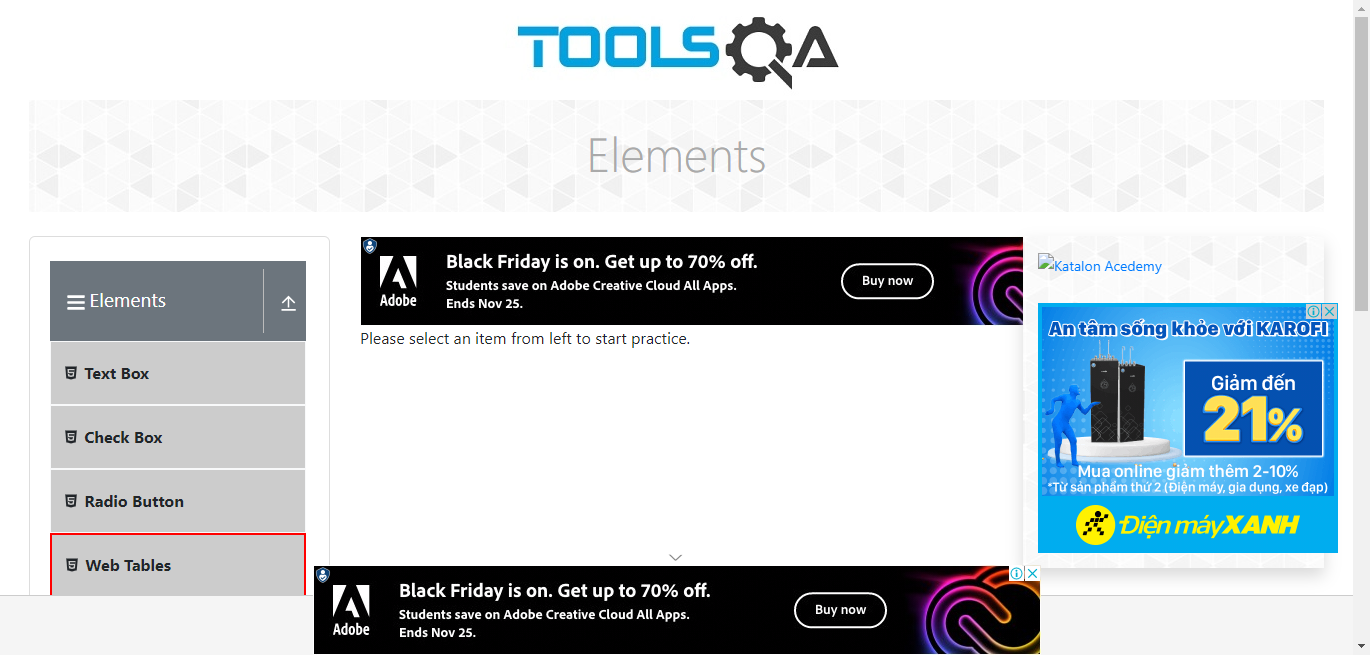 TOOLSQA
Elements
Elements
Text Box
Check Box
Radio Button
Web Tables
Adobe
Black Friday is on. Get up to 70% off.
Students save on Adobe Creative Cloud All Apps.
Ends Nov 25.
Buy now
Please select an item from left to start practice.
Katalon Acedemy
An tâm sống khỏe với KAROFI
Giảm đến
21%
Mua online giảm thêm 2-10%
*Từ sản phẩm thứ 2 (Điện máy, gia dụng, xe đạp)
Điện máyXANH
Adobe
Black Friday is on. Get up to 70% off.
Students save on Adobe Creative Cloud All Apps.
Ends Nov 25.
Buy now